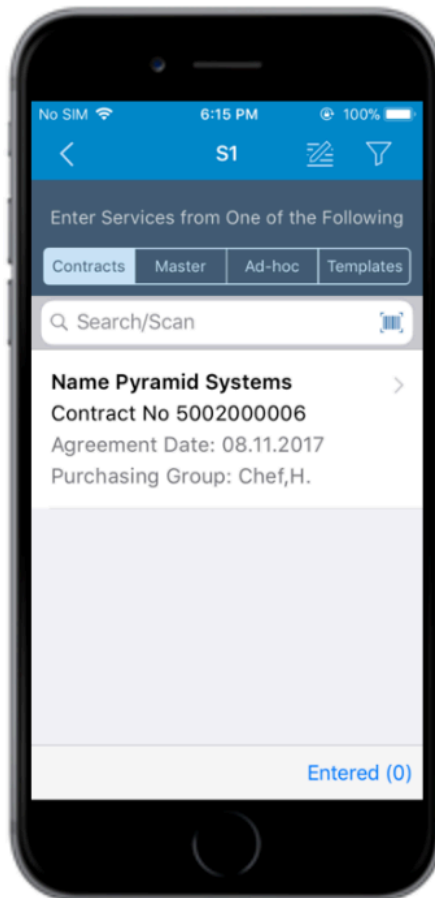 No SIM 6:15 PM 100%
S1
Enter Services from One of the Following
Contracts Master Ad-hoc Templates
Search/Scan
Name Pyramid Systems
Contract No 5002000006
Agreement Date: 08.11.2017
Purchasing Group: Chef,H.
Entered (0)